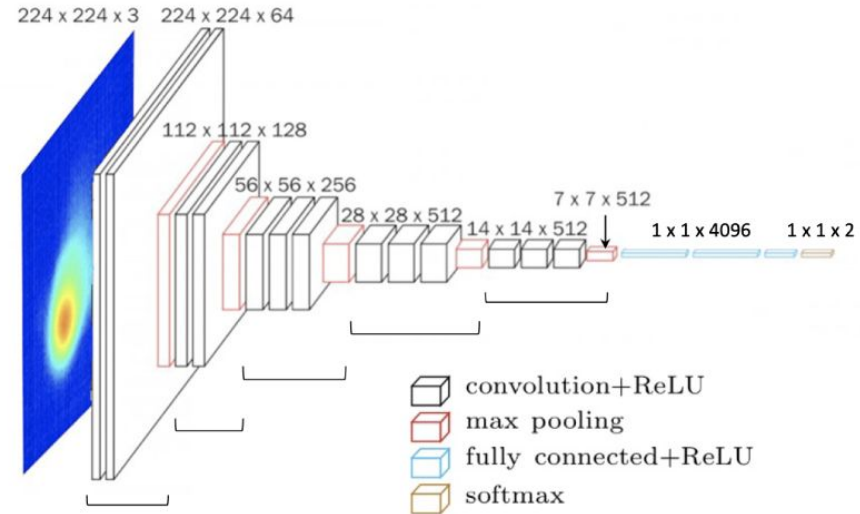 224 x 224 x 3
224 x 224 x 64
112 x 112 x 128
56 x 56 x 256
28 x 28 x 512
14 x 14 x 512
7 x 7 x 512
1 x 1 x 4096
1 x 1 x 2
convolution+ReLU
max pooling
fully connected+ReLU
softmax